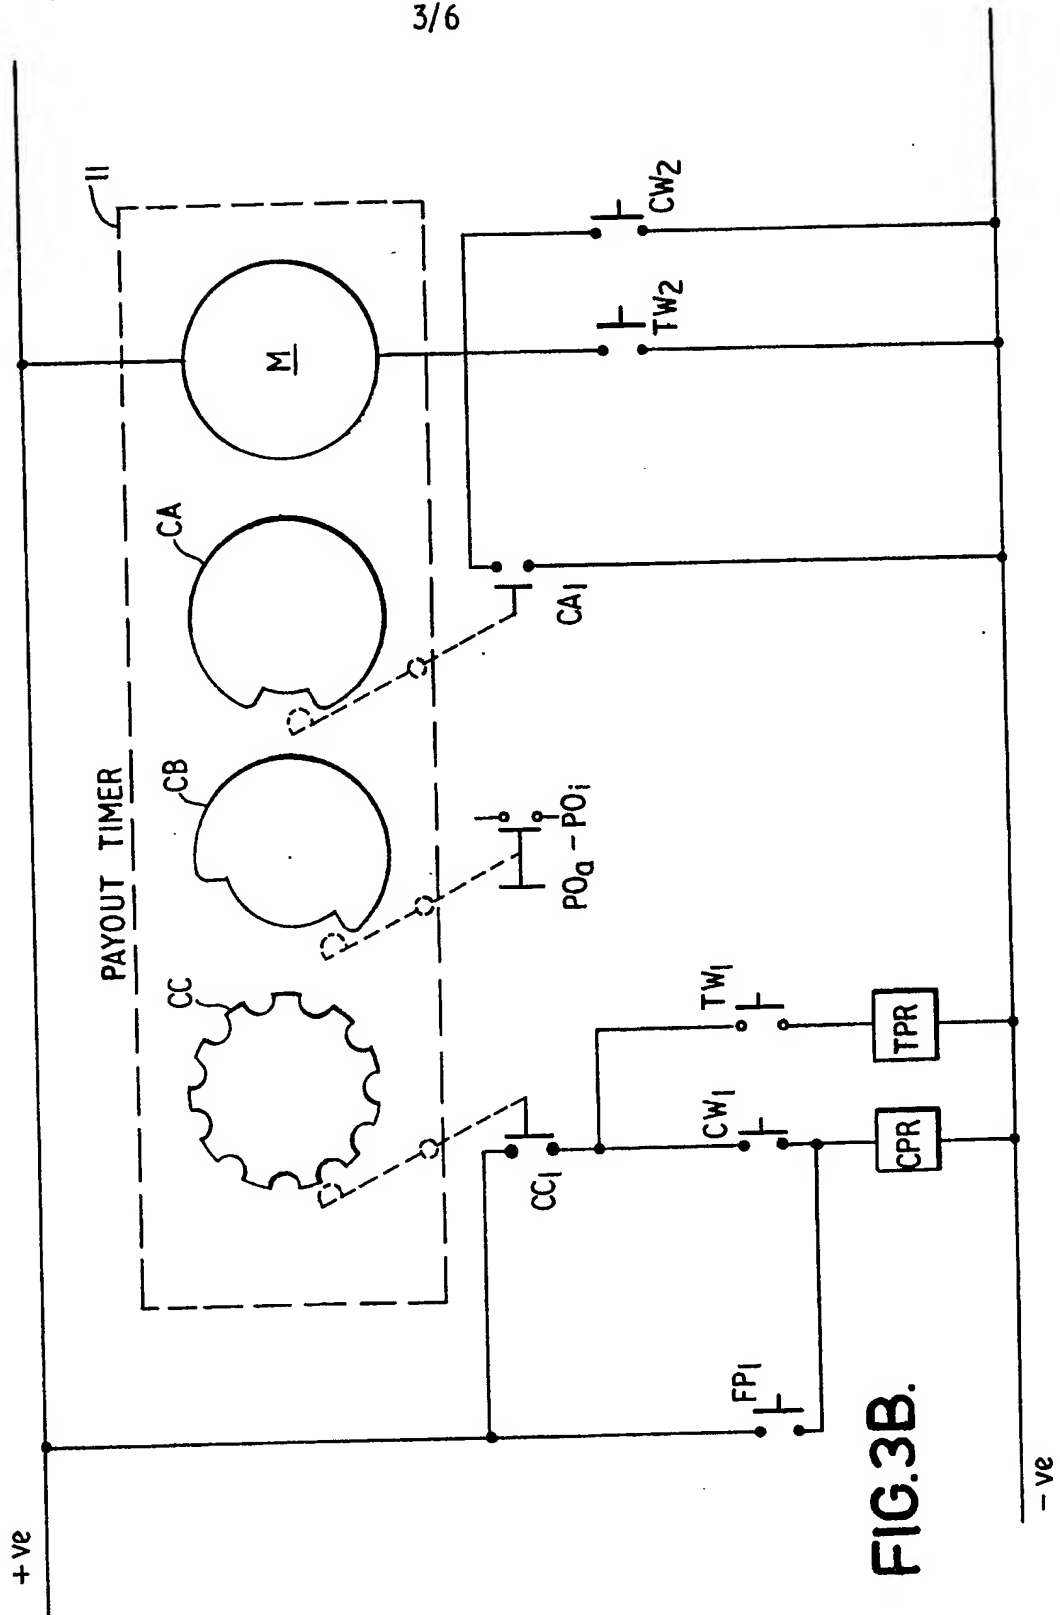 3/6
+ve
PAYOUT TIMER
11
CC
CB
CA
M
CC1
POa - POi
CA1
TW2
CW2
FP1
CW1
TW1
CPR
TPR
-ve
FIG.3B.